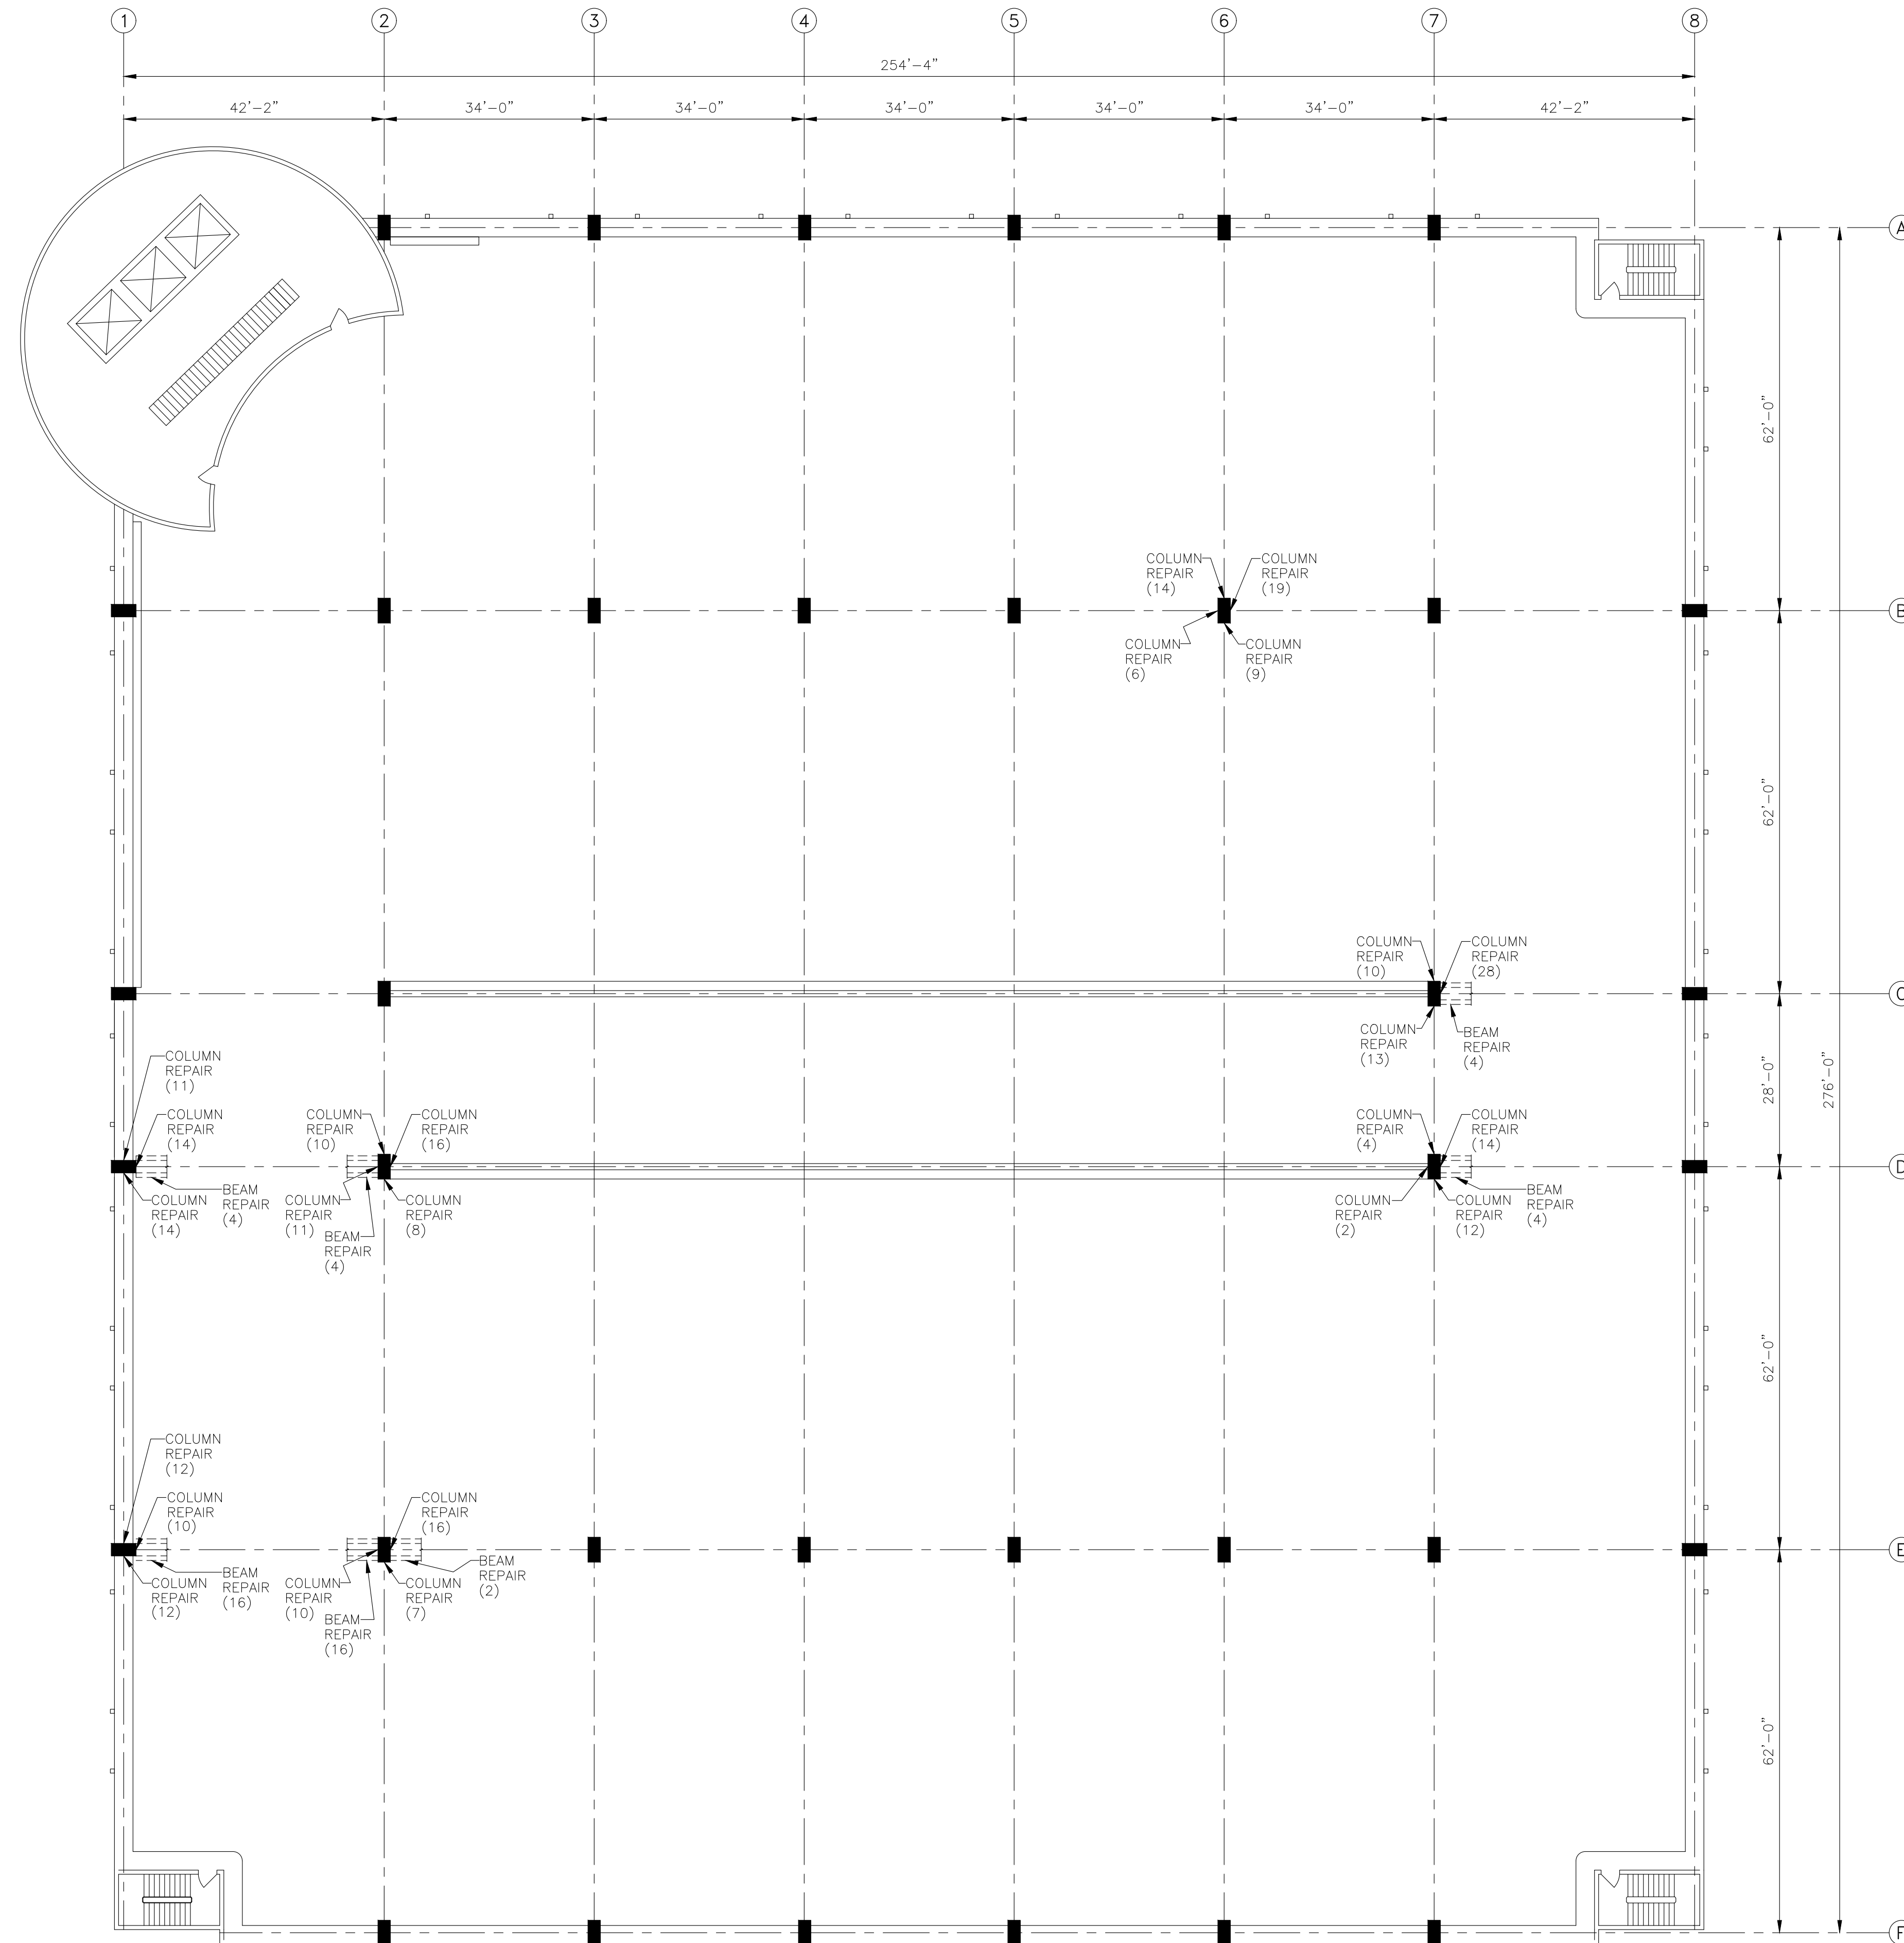 1
2
3
4
5
6
7
8
254'-4"
42'-2"
34'-0"
34'-0"
34'-0"
34'-0"
34'-0"
42'-2"
A
62'-0"
COLUMN
REPAIR
(14)
COLUMN
REPAIR
(19)
B
COLUMN
REPAIR
(6)
COLUMN
REPAIR
(9)
62'-0"
COLUMN
REPAIR
(10)
COLUMN
REPAIR
(28)
C
COLUMN
REPAIR
(13)
BEAM
REPAIR
(4)
28'-0"
276'-0"
COLUMN
REPAIR
(11)
COLUMN
REPAIR
(14)
COLUMN
REPAIR
(10)
COLUMN
REPAIR
(16)
COLUMN
REPAIR
(4)
COLUMN
REPAIR
(14)
D
COLUMN
REPAIR
(14)
BEAM
REPAIR
(4)
COLUMN
REPAIR
(11)
BEAM
REPAIR
(4)
COLUMN
REPAIR
(8)
COLUMN
REPAIR
(2)
COLUMN
REPAIR
(12)
BEAM
REPAIR
(4)
62'-0"
COLUMN
REPAIR
(12)
COLUMN
REPAIR
(10)
COLUMN
REPAIR
(16)
E
COLUMN
REPAIR
(12)
BEAM
REPAIR
(16)
COLUMN
REPAIR
(10)
BEAM
REPAIR
(16)
COLUMN
REPAIR
(7)
BEAM
REPAIR
(2)
62'-0"
F